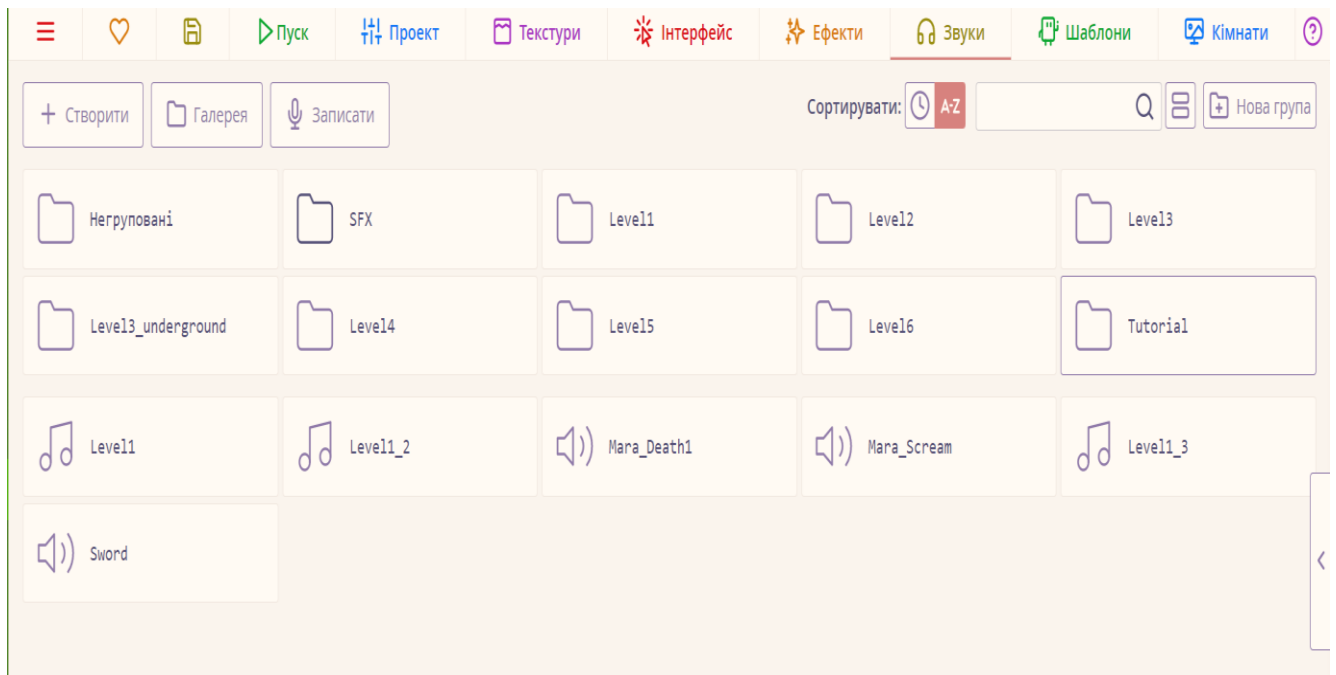 Пуск Проект Текстури Інтерфейс Ефекти Звуки Шаблони Кімнати
Створити Галерея Записати Сортирувати: A-Z Нова група
Негруповані SFX Level1 Level2 Level3
Level3_underground Level4 Level5 Level6 Tutorial
Level1 Level1_2 Mara_Death1 Mara_Scream Level1_3
Sword